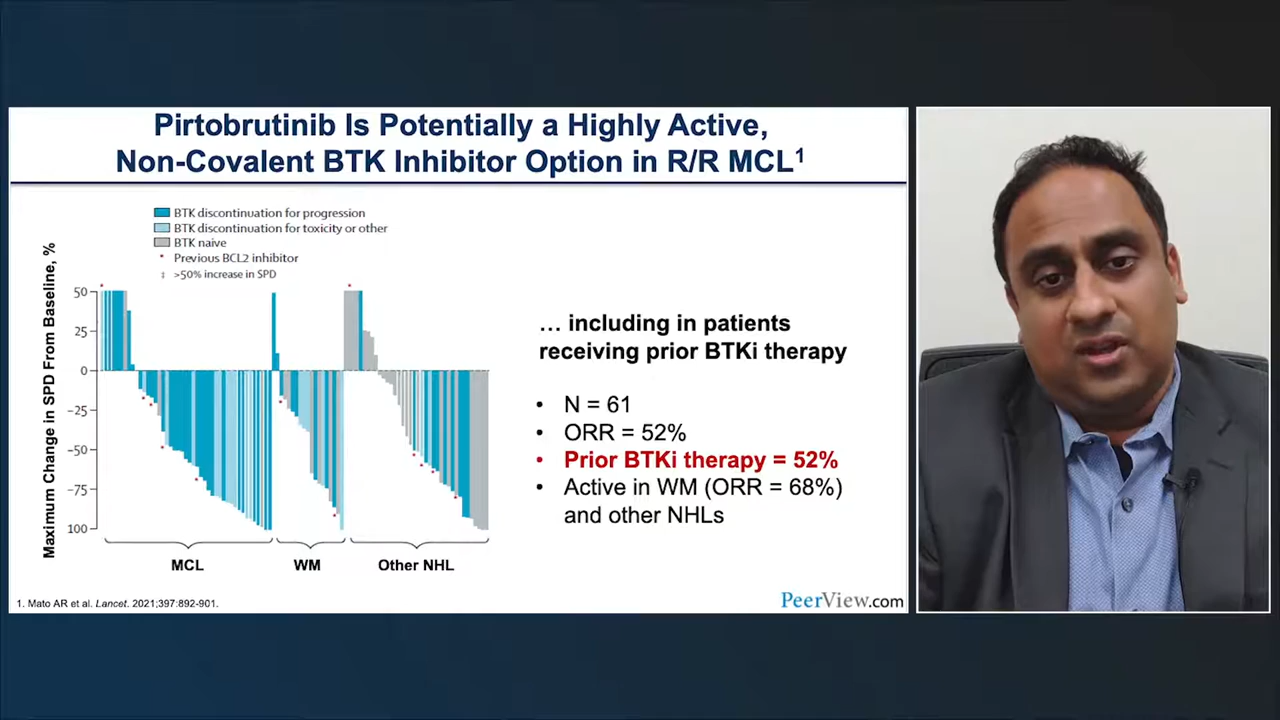 Pirtobrutinib Is Potentially a Highly Active,
Non-Covalent BTK Inhibitor Option in R/R MCL1
BTK discontinuation for progression
BTK discontinuation for toxicity or other
BTK naive
* Previous BCL2 inhibitor
‡ >50% increase in SPD
Maximum Change in SPD From Baseline, %
50
25
0
−25
−50
−75
100
MCL
WM
Other NHL
… including in patients
receiving prior BTKi therapy
• N = 61
• ORR = 52%
• Prior BTKi therapy = 52%
• Active in WM (ORR = 68%)
and other NHLs
1. Mato AR et al. Lancet. 2021;397:892-901.
PeerView.com